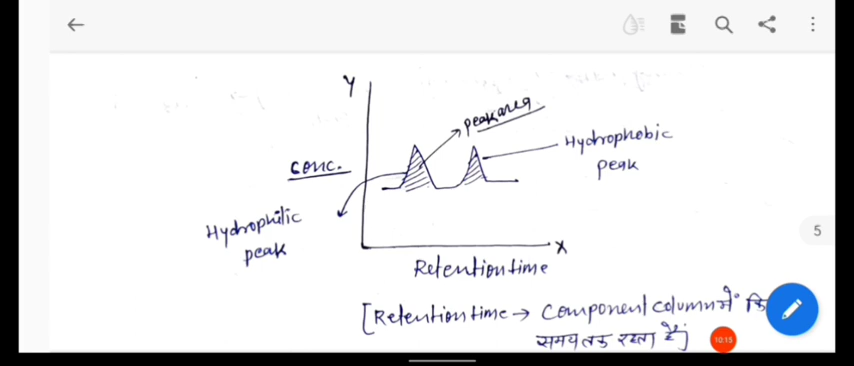 Y
peak area
Hydrophobic
peak
conc.
Hydrophilic
peak
5
X
Retention time
[Retention time → Component column में
समय तक रहता है]
10:15